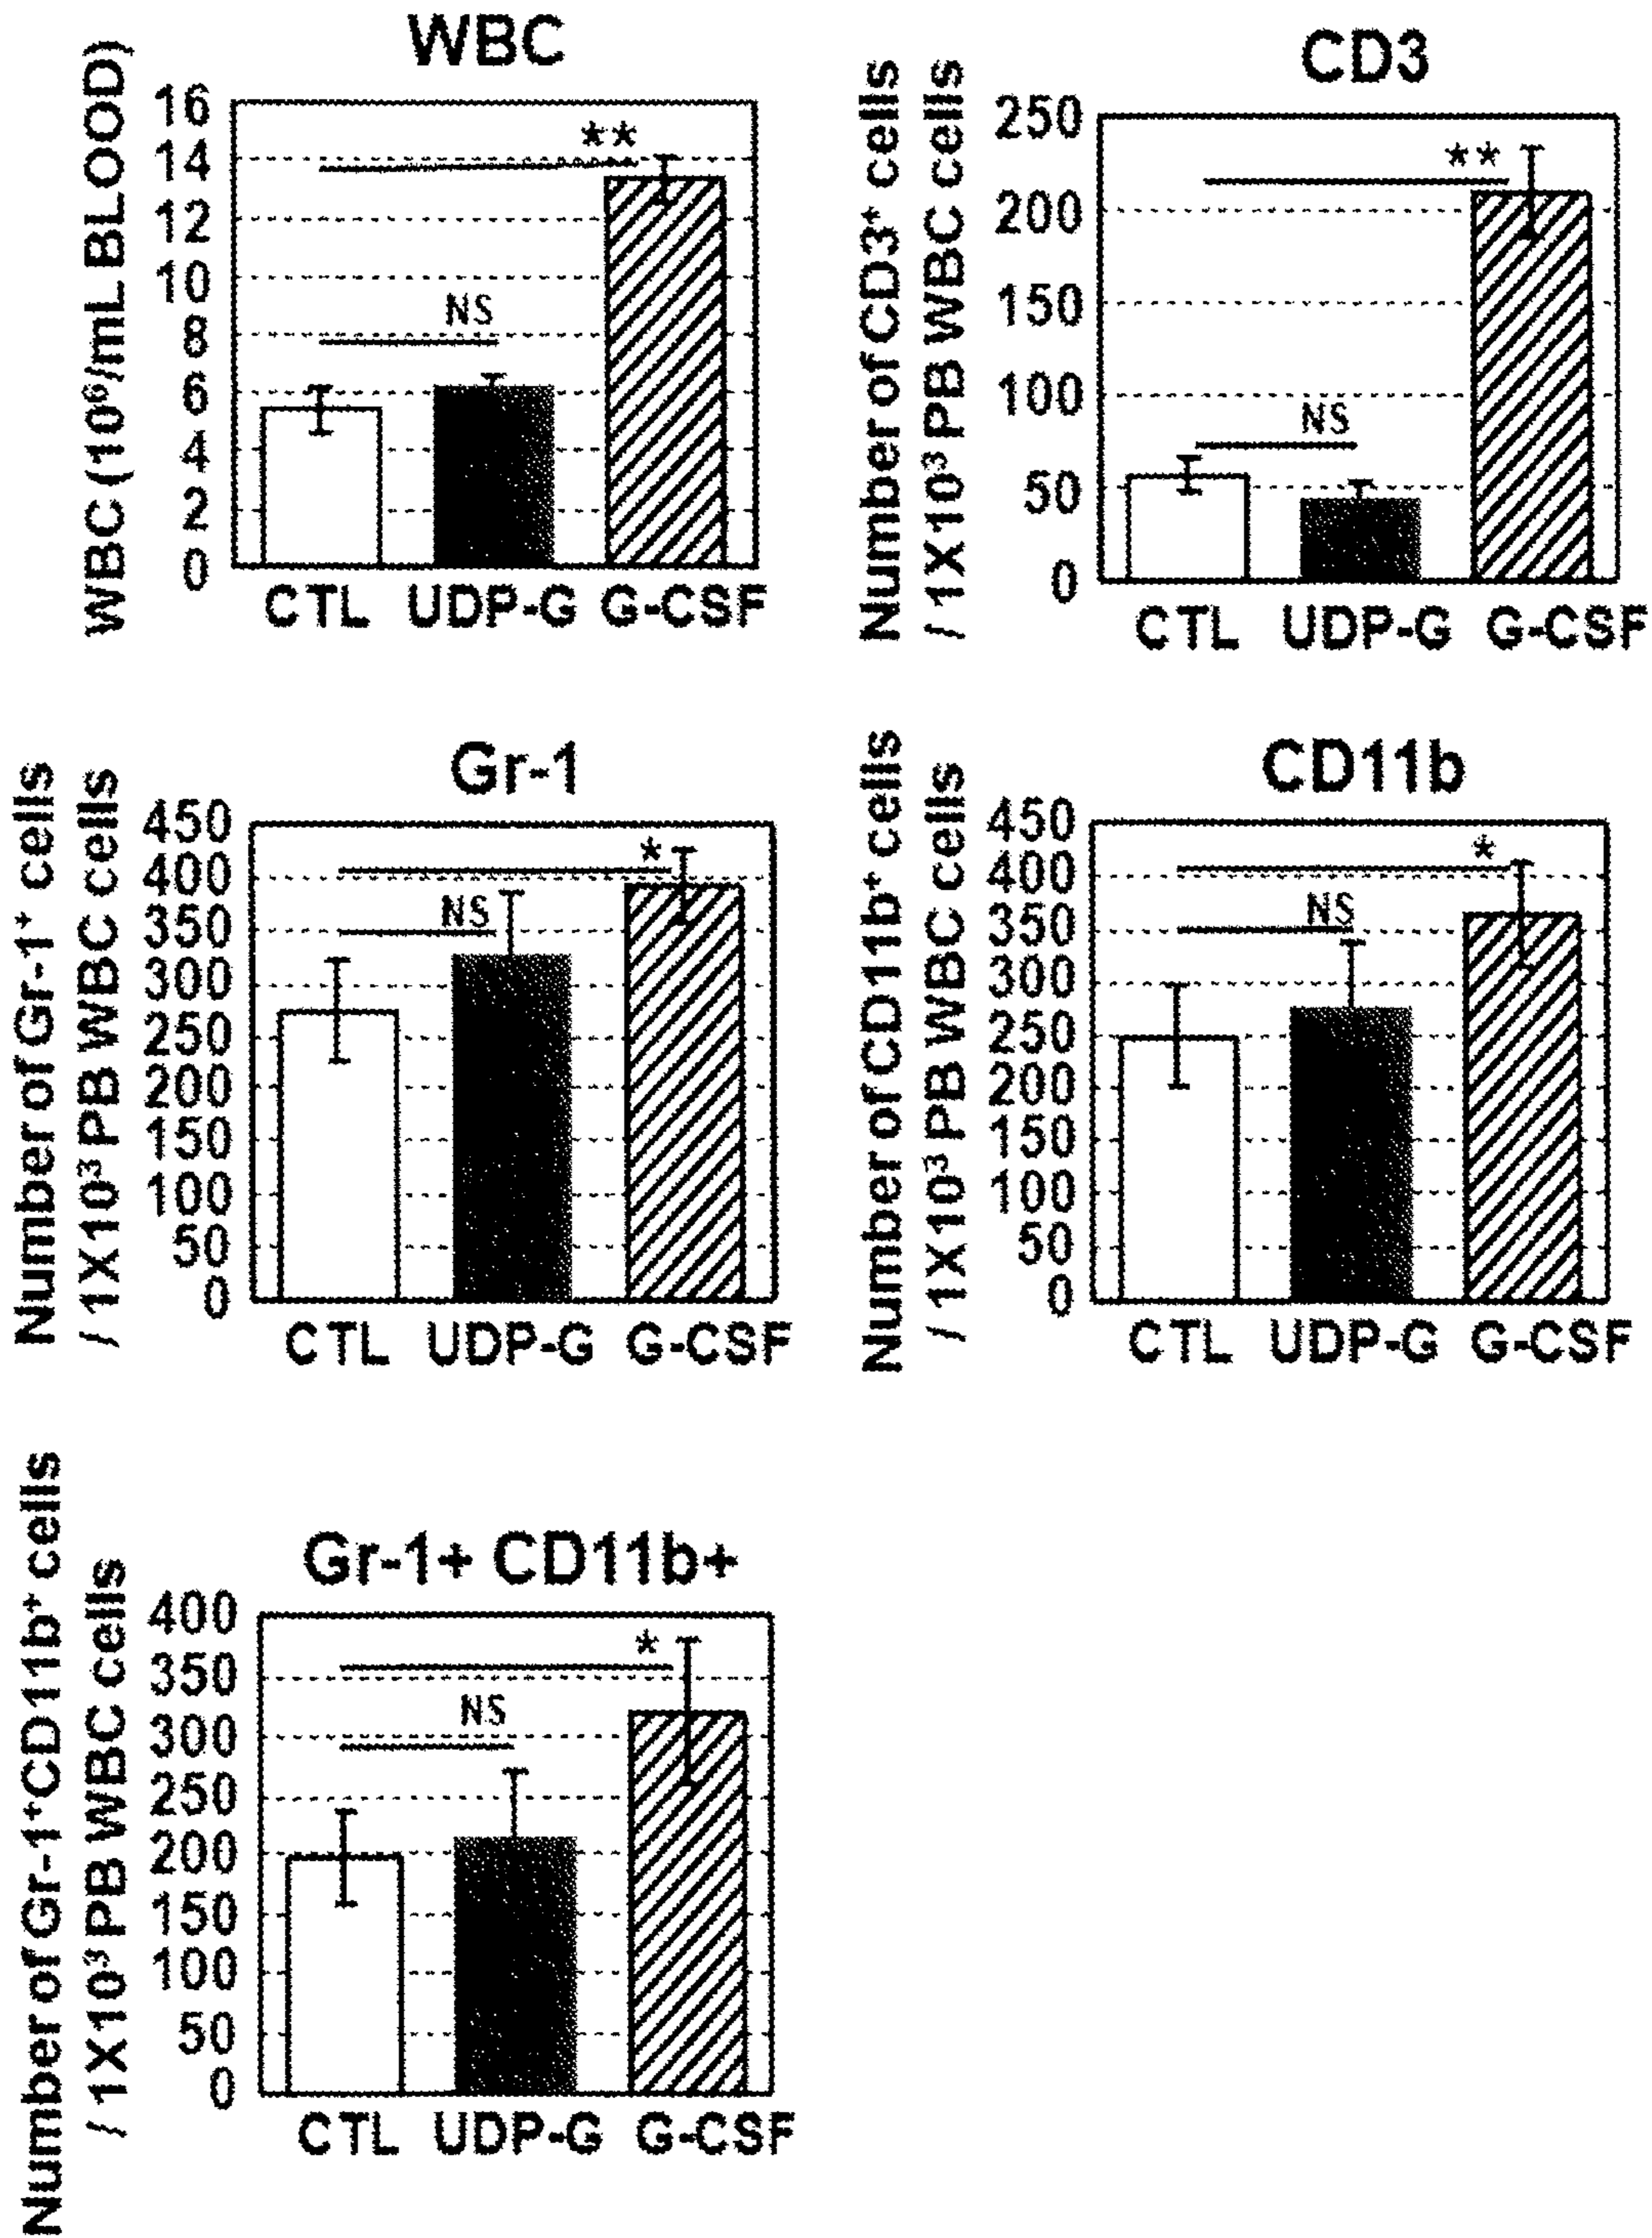 WBC
WBC (10⁶/mL BLOOD)
16
14
12
10
8
6
4
2
0
**
NS
CTL UDP-G G-CSF
CD3
Number of CD3⁺ cells
/ 1X10³ PB WBC cells
250
200
150
100
50
0
**
NS
CTL UDP-G G-CSF
Gr-1
Number of Gr-1⁺ cells
/ 1X10³ PB WBC cells
450
400
350
300
250
200
150
100
50
0
*
NS
CTL UDP-G G-CSF
CD11b
Number of CD11b⁺ cells
/ 1X10³ PB WBC cells
450
400
350
300
250
200
150
100
50
0
*
NS
CTL UDP-G G-CSF
Gr-1+ CD11b+
Number of Gr-1⁺CD11b⁺ cells
/ 1X10³ PB WBC cells
400
350
300
250
200
150
100
50
0
*
NS
CTL UDP-G G-CSF